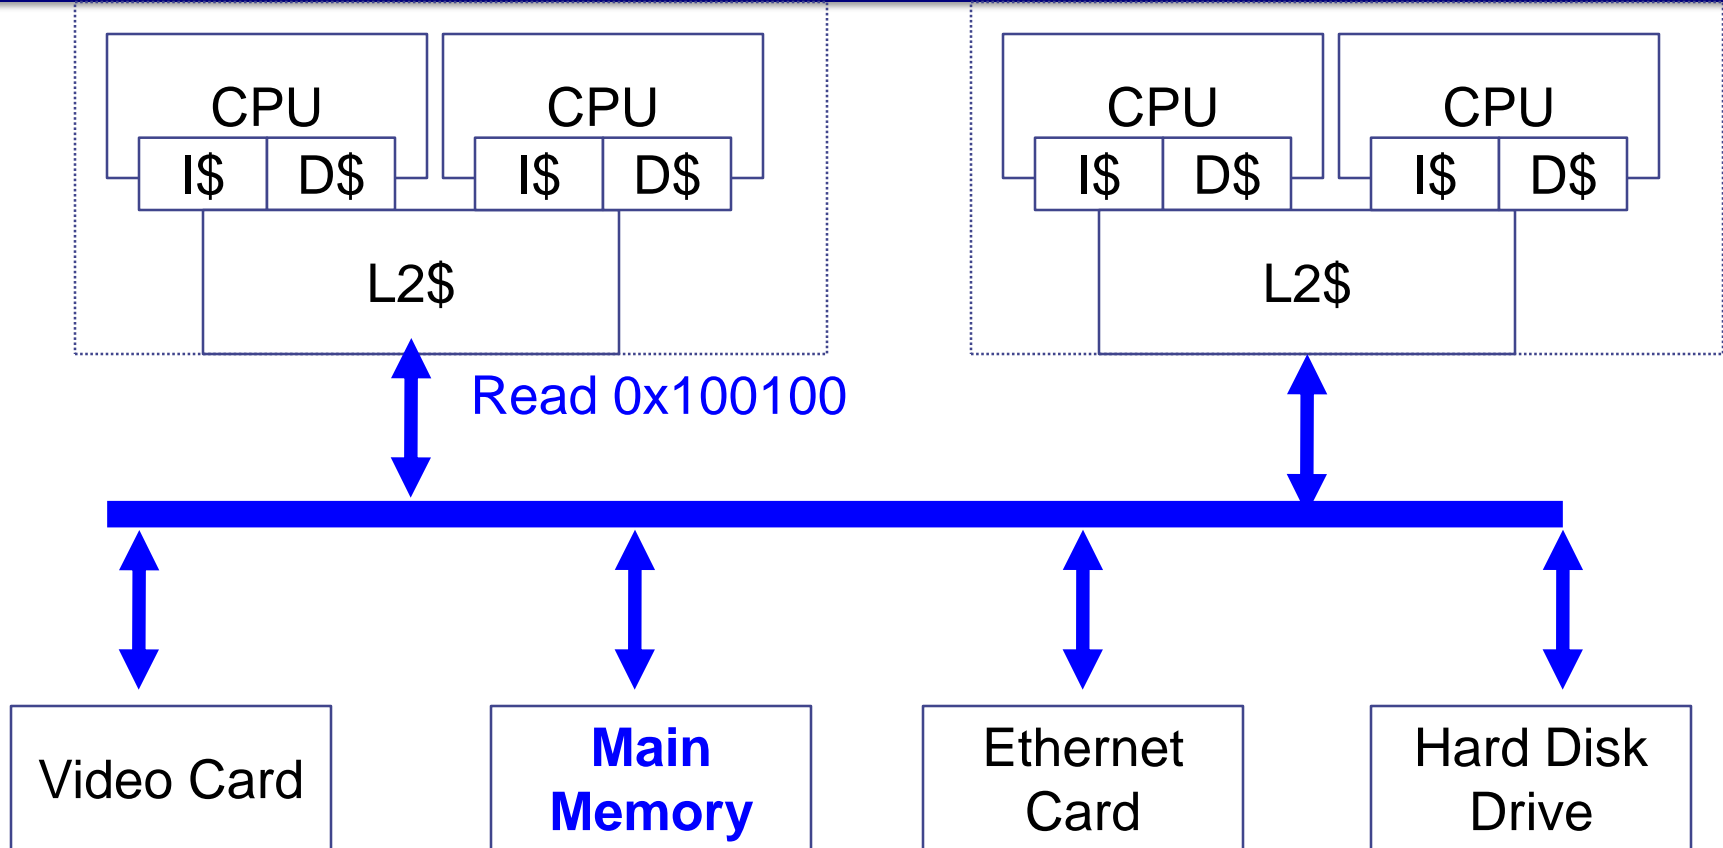 CPU CPU CPU CPU
I$ D$ I$ D$ I$ D$ I$ D$
L2$ L2$
Read 0x100100
Video Card
Main
Memory
Ethernet
Card
Hard Disk
Drive